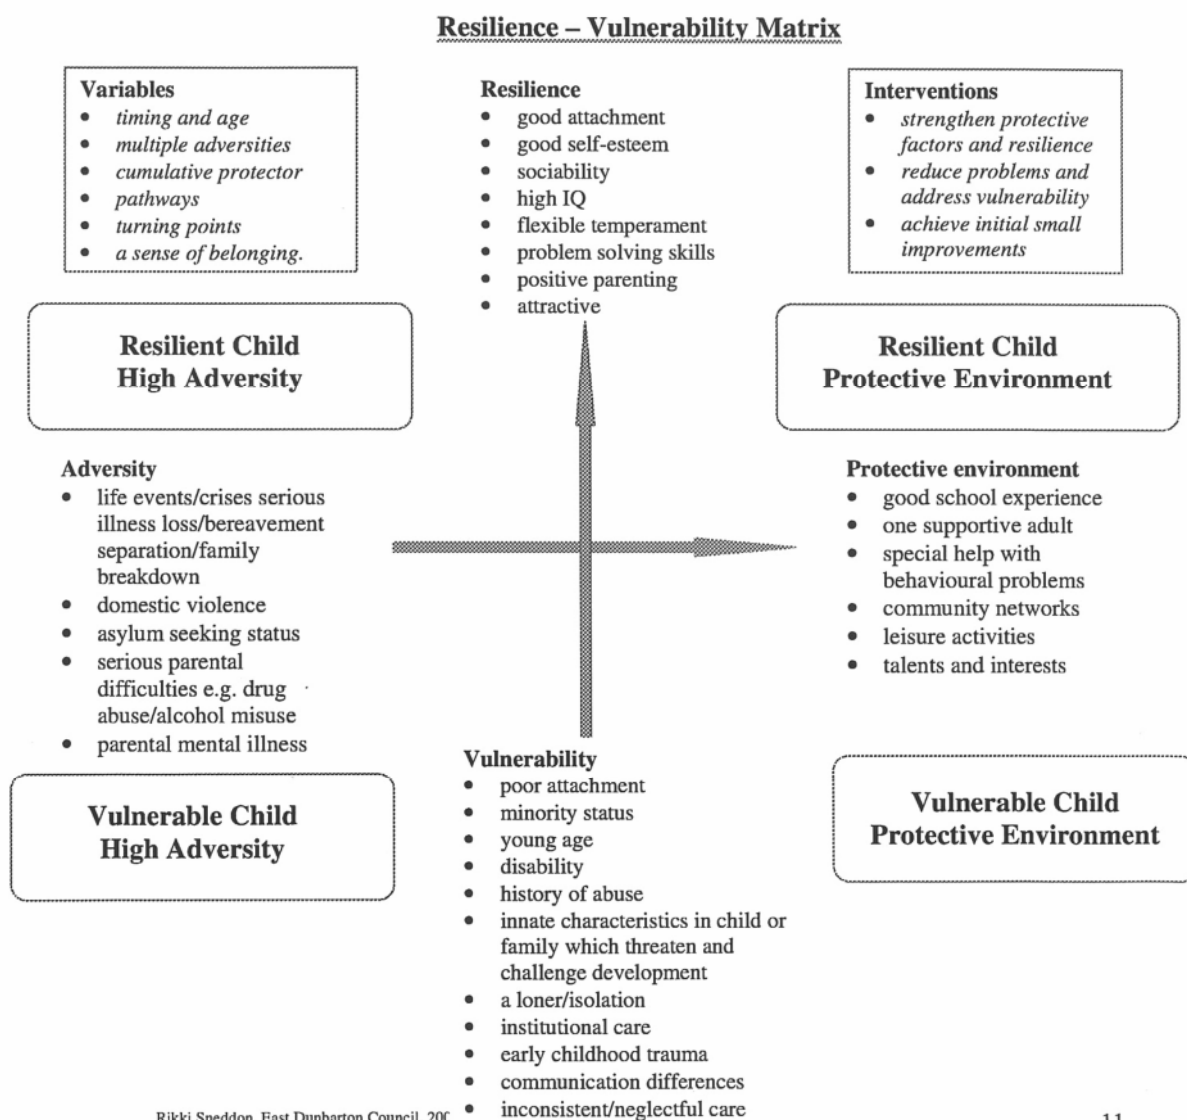 Resilience – Vulnerability Matrix
Variables
• timing and age
• multiple adversities
• cumulative protector
• pathways
• turning points
• a sense of belonging.
Resilience
• good attachment
• good self-esteem
• sociability
• high IQ
• flexible temperament
• problem solving skills
• positive parenting
• attractive
Interventions
• strengthen protective
factors and resilience
• reduce problems and
address vulnerability
• achieve initial small
improvements
Resilient Child
High Adversity
Resilient Child
Protective Environment
Adversity
• life events/crises serious
illness loss/bereavement
separation/family
breakdown
• domestic violence
• asylum seeking status
• serious parental
difficulties e.g. drug
abuse/alcohol misuse
• parental mental illness
Protective environment
• good school experience
• one supportive adult
• special help with
behavioural problems
• community networks
• leisure activities
• talents and interests
Vulnerable Child
High Adversity
Vulnerability
• poor attachment
• minority status
• young age
• disability
• history of abuse
• innate characteristics in child or
family which threaten and
challenge development
• a loner/isolation
• institutional care
• early childhood trauma
• communication differences
• inconsistent/neglectful care
Vulnerable Child
Protective Environment
Rikki Sneddon, East Dunbarton Council,
11